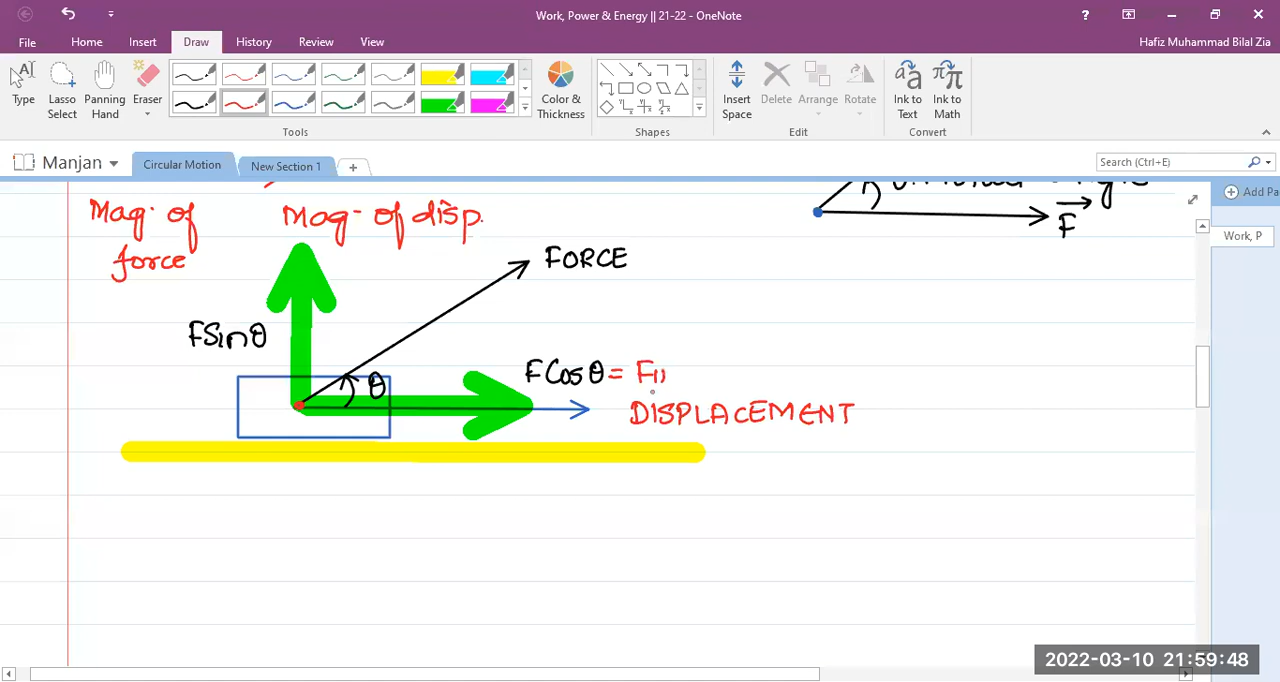 Work, Power & Energy || 21-22 - OneNote
?
File Home Insert Draw History Review View
Hafiz Muhammad Bilal Zia
Type
Lasso Select
Panning Hand
Eraser
Color & Thickness
Insert Space
Delete
Arrange
Rotate
Ink to Text
Ink to Math
Tools
Shapes
Edit
Convert
Manjan
Circular Motion
New Section 1
Search (Ctrl+E)
Add Pa
Work, P
Mag. of force
Mag. of disp.
F
FORCE
FSinθ
FCosθ = F11
θ
DISPLACEMENT
2022-03-10 21:59:48